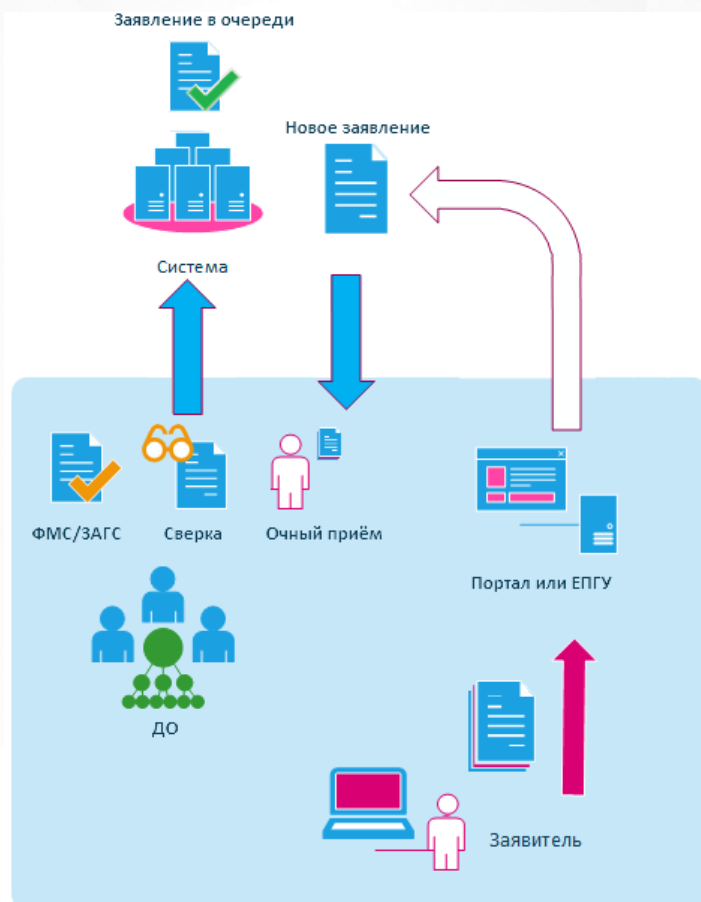 Заявление в очереди
Новое заявление
Система
ФМС/ЗАГС
Сверка
Очный приём
Портал или ЕПГУ
ДО
Заявитель